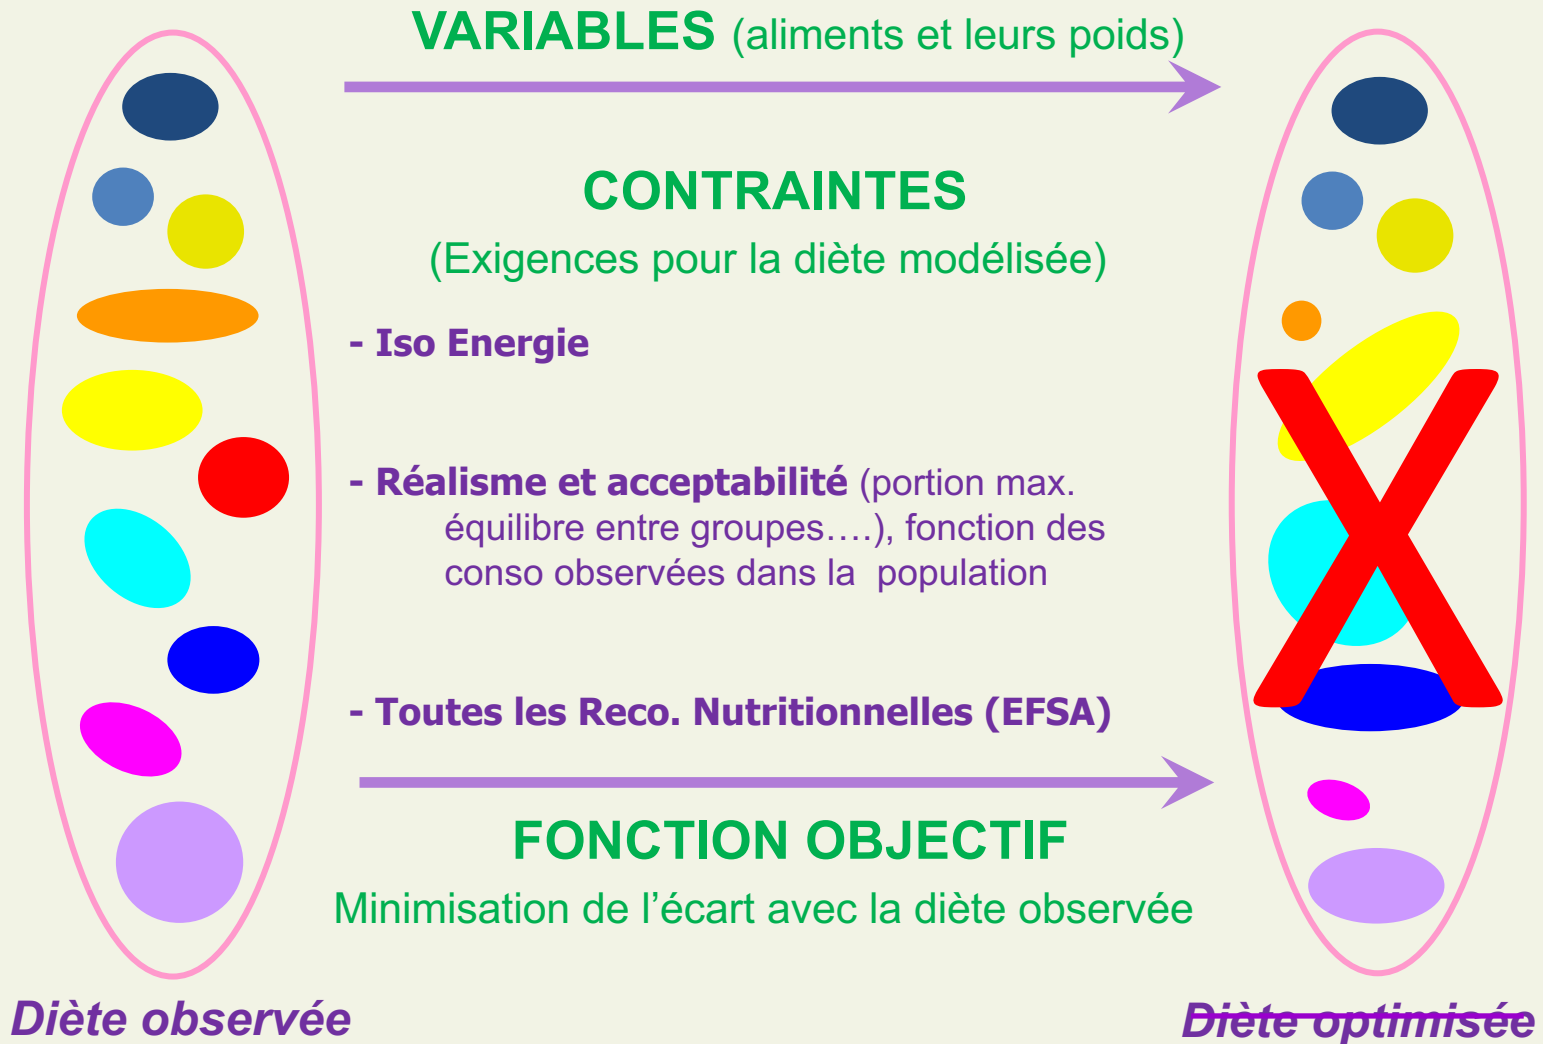 VARIABLES (aliments et leurs poids)
CONTRAINTES
(Exigences pour la diète modélisée)
- Iso Energie
- Réalisme et acceptabilité (portion max.
équilibre entre groupes….), fonction des
conso observées dans la population
- Toutes les Reco. Nutritionnelles (EFSA)
FONCTION OBJECTIF
Minimisation de l’écart avec la diète observée
Diète observée
Diète optimisée